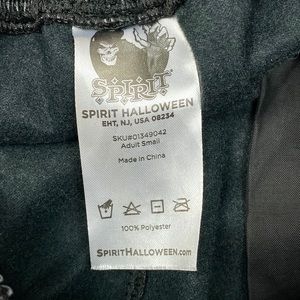 SPIRIT
SPIRIT HALLOWEEN
EHT, NJ, USA 08234
SKU#01349042
Adult Small
Made in China
100% Polyester
SPIRITHALLOWEEN.com